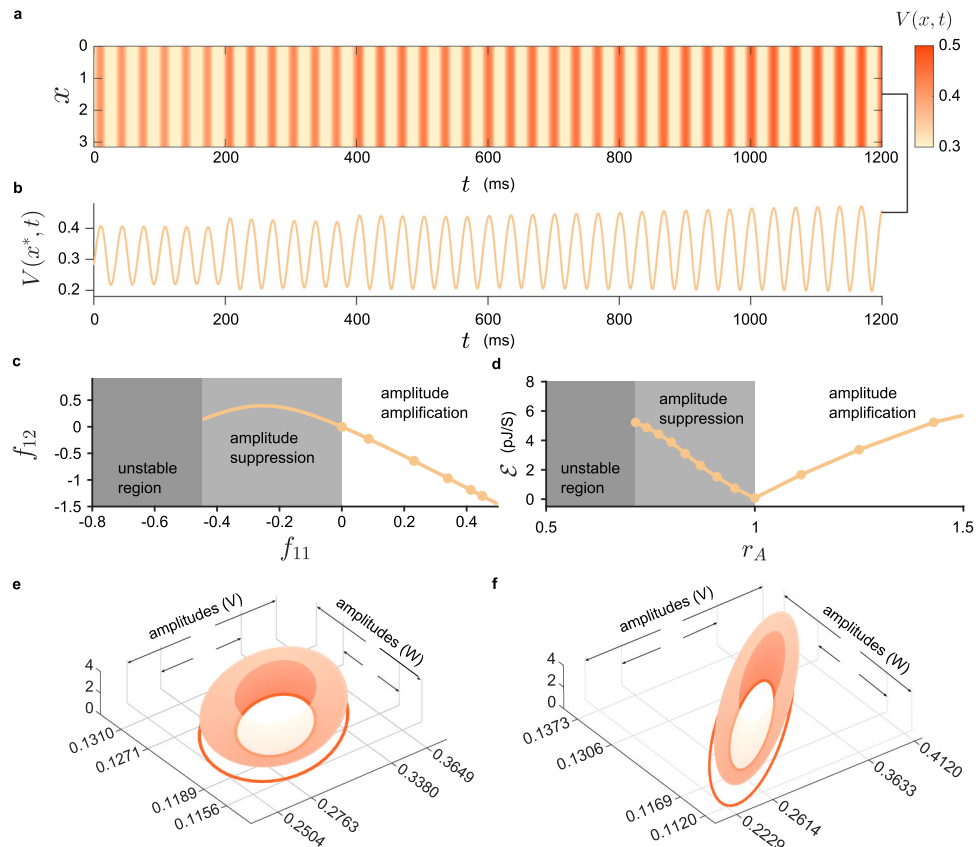 a
V(x, t)
0
1
2
3
x
0 200 400 600 800 1000 1200
t (ms)
0.5
0.4
0.3
b
0.4
0.3
0.2
V(x*, t)
0 200 400 600 800 1000 1200
t (ms)
c
0.5
0
-0.5
-1
-1.5
f12
unstable
region
amplitude
suppression
amplitude
amplification
-0.8 -0.6 -0.4 -0.2 0 0.2 0.4
f11
d
8
6
4
2
0
ℰ (pJ/S)
unstable
region
amplitude
suppression
amplitude
amplification
0.5 1 1.5
rA
e
amplitudes (V)
amplitudes (W)
4
2
0
0.1310
0.1271
0.1189
0.1156
0.2504
0.2763
0.3380
0.3649
f
amplitudes (V)
amplitudes (W)
4
2
0
0.1373
0.1306
0.1169
0.1120
0.2229
0.2614
0.3633
0.4120